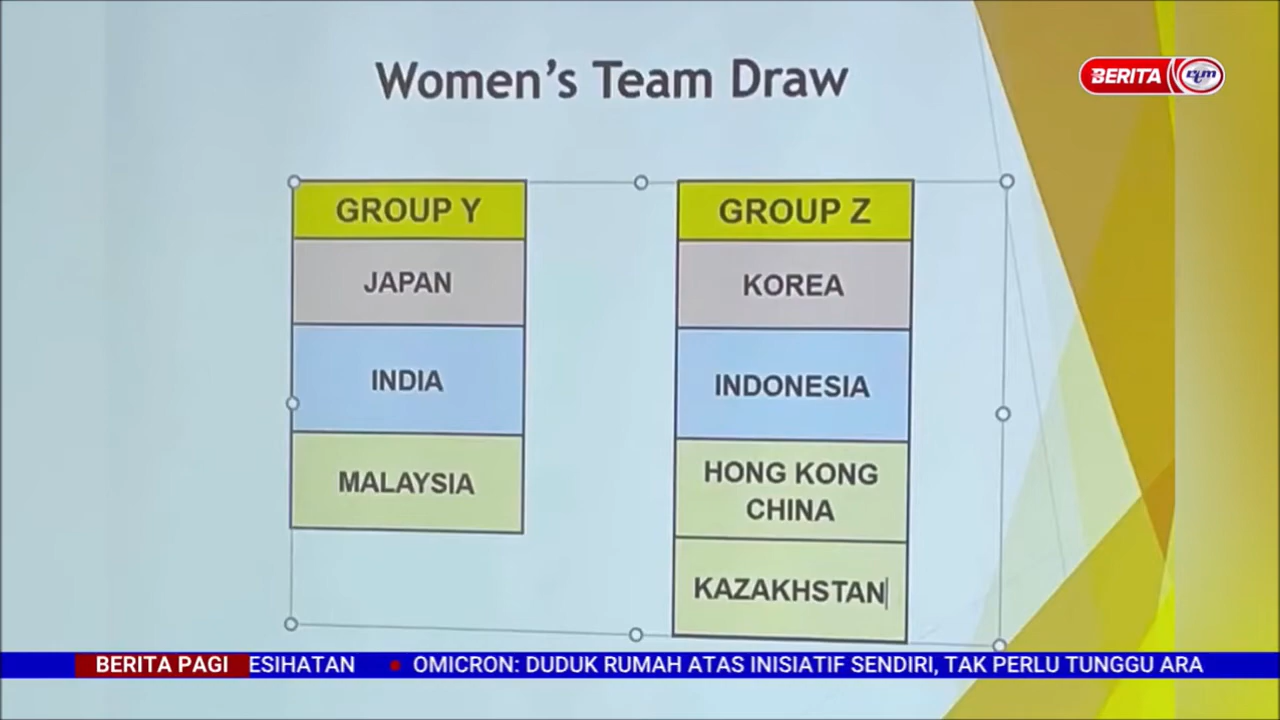 Women's Team Draw
BERITA rtm
GROUP Y
JAPAN
INDIA
MALAYSIA
GROUP Z
KOREA
INDONESIA
HONG KONG
CHINA
KAZAKHSTAN
BERITA PAGI ESIHATAN ▪ OMICRON: DUDUK RUMAH ATAS INISIATIF SENDIRI, TAK PERLU TUNGGU ARA